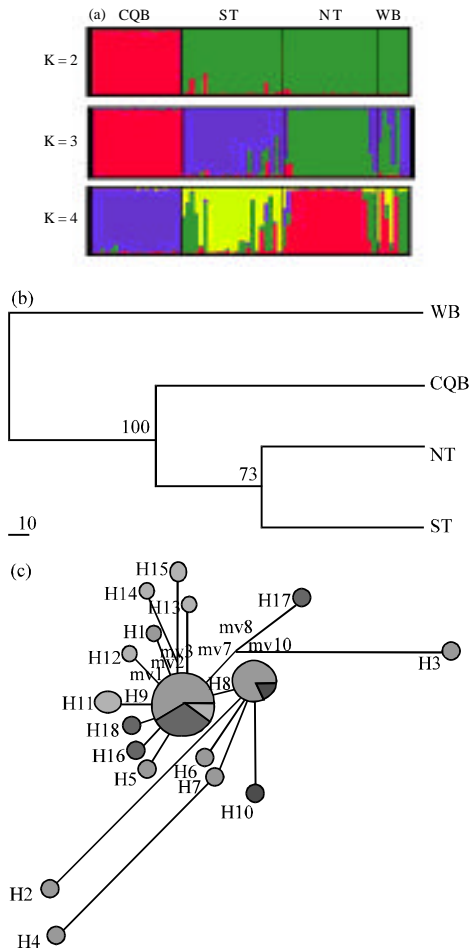 (a) CQB ST NT WB
K = 2
K = 3
K = 4
(b)
WB
CQB
100
NT
73
ST
10
(c)
H15
H14
H13
H17
H1
mv8
mv3
mv7 mv10
H12
mv2
H3
mv1
H8
H9
H11
H18
H16
H6
H5
H7
H10
H2
H4